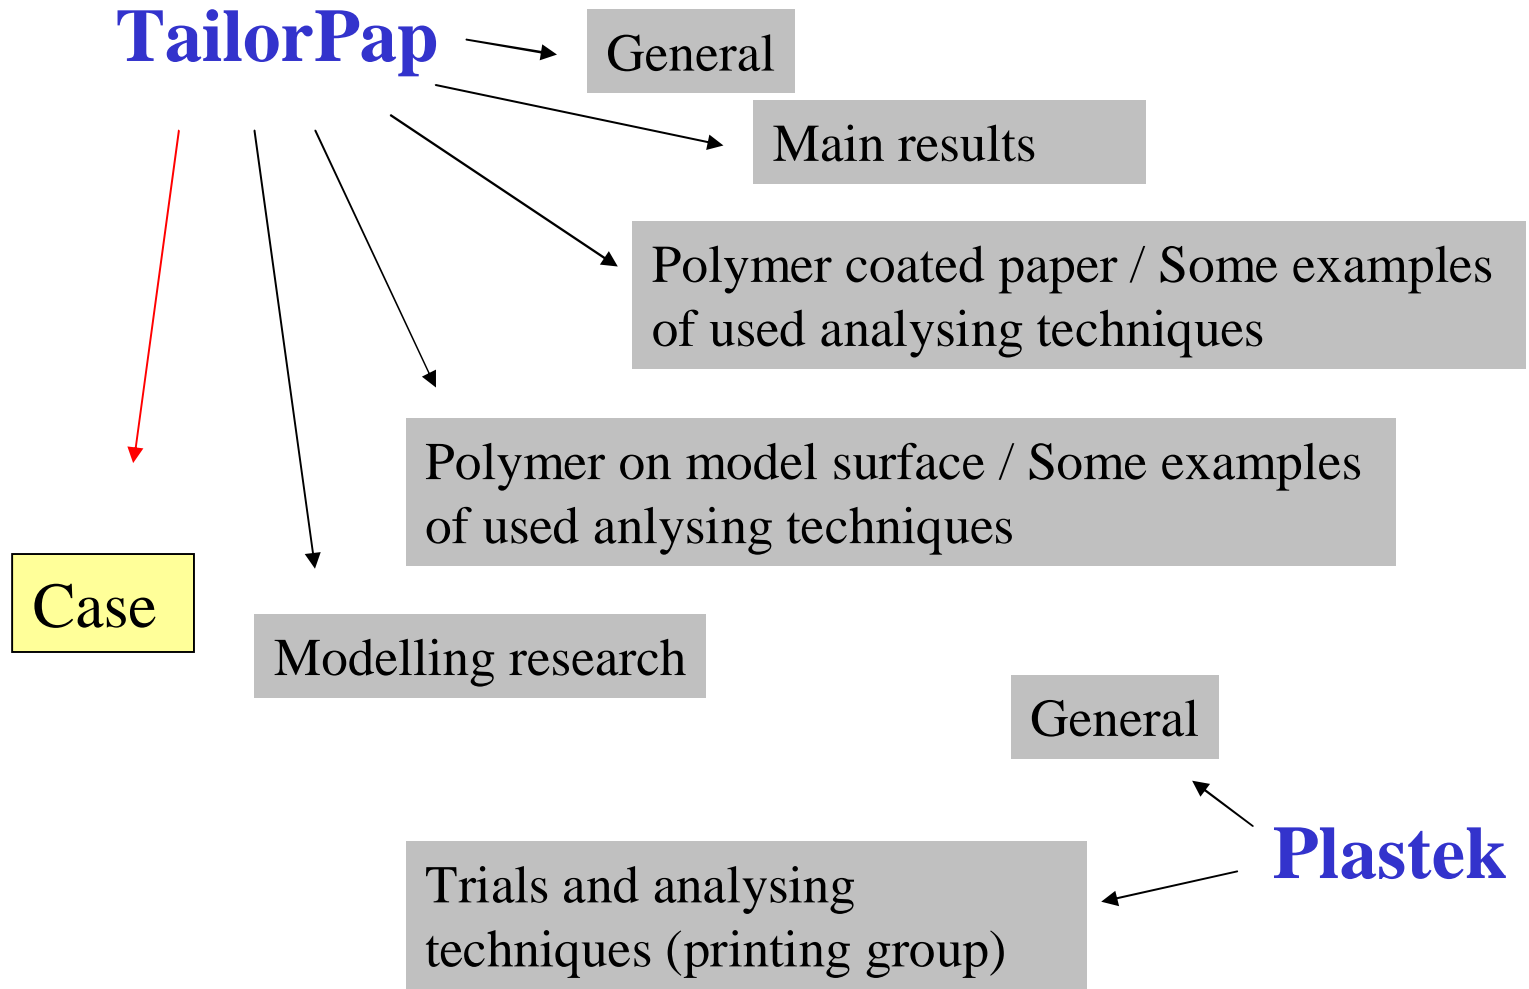 TailorPap
General
Main results
Polymer coated paper / Some examples
of used analysing techniques
Polymer on model surface / Some examples
of used anlysing techniques
Case
Modelling research
General
Plastek
Trials and analysing
techniques (printing group)